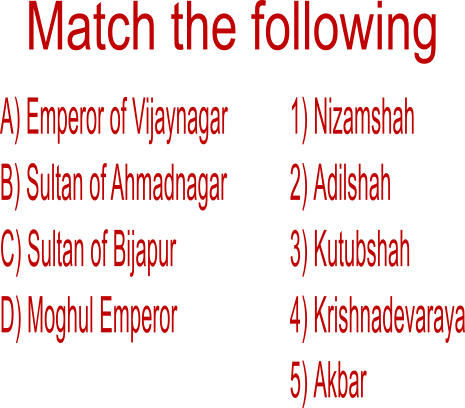 Match the following
A) Emperor of Vijaynagar 1) Nizamshah
B) Sultan of Ahmadnagar 2) Adilshah
C) Sultan of Bijapur 3) Kutubshah
D) Moghul Emperor 4) Krishnadevaraya
5) Akbar